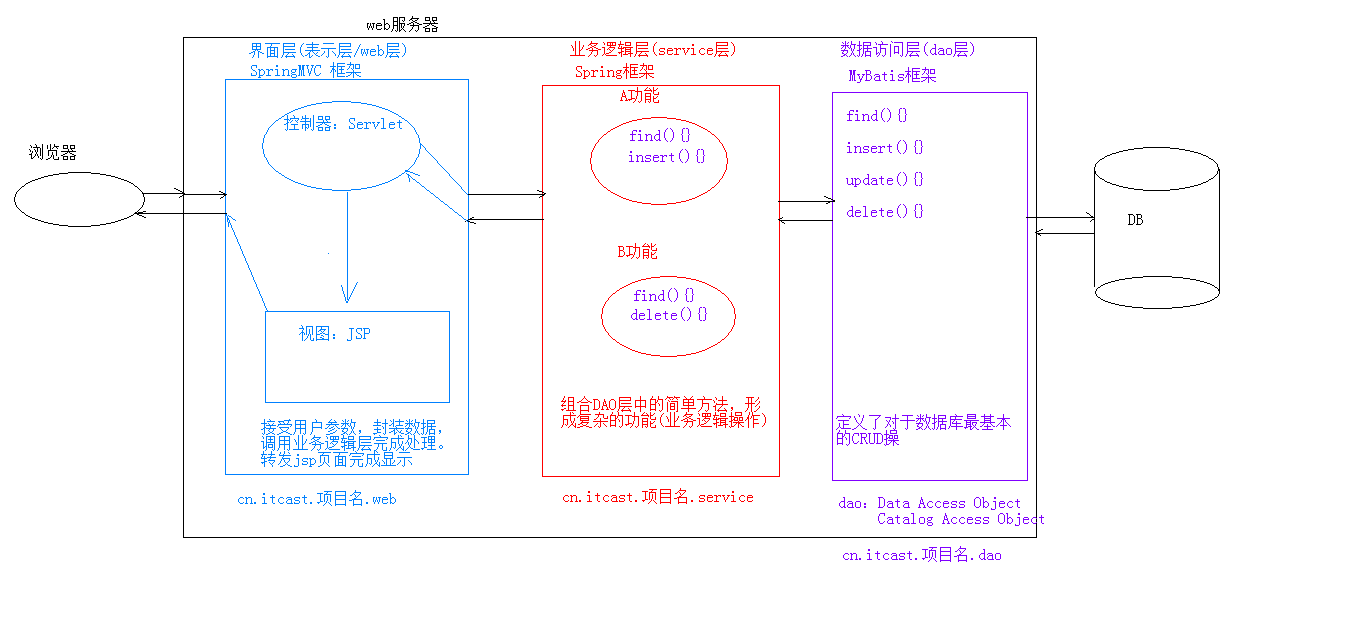 web服务器
界面层(表示层/web层)
SpringMVC 框架
控制器：Servlet
浏览器
视图：JSP
接受用户参数，封装数据，
调用业务逻辑层完成处理。
转发jsp页面完成显示
cn.itcast.项目名.web
业务逻辑层(service层)
Spring框架
A功能
find(){}
insert(){}
B功能
find(){}
delete(){}
组合DAO层中的简单方法，形
成复杂的功能(业务逻辑操作)
cn.itcast.项目名.service
数据访问层(dao层)
MyBatis框架
find(){}
insert(){}
update(){}
delete(){}
定义了对于数据库最基本
的CRUD操
dao：Data Access Object
Catalog Access Object
cn.itcast.项目名.dao
DB